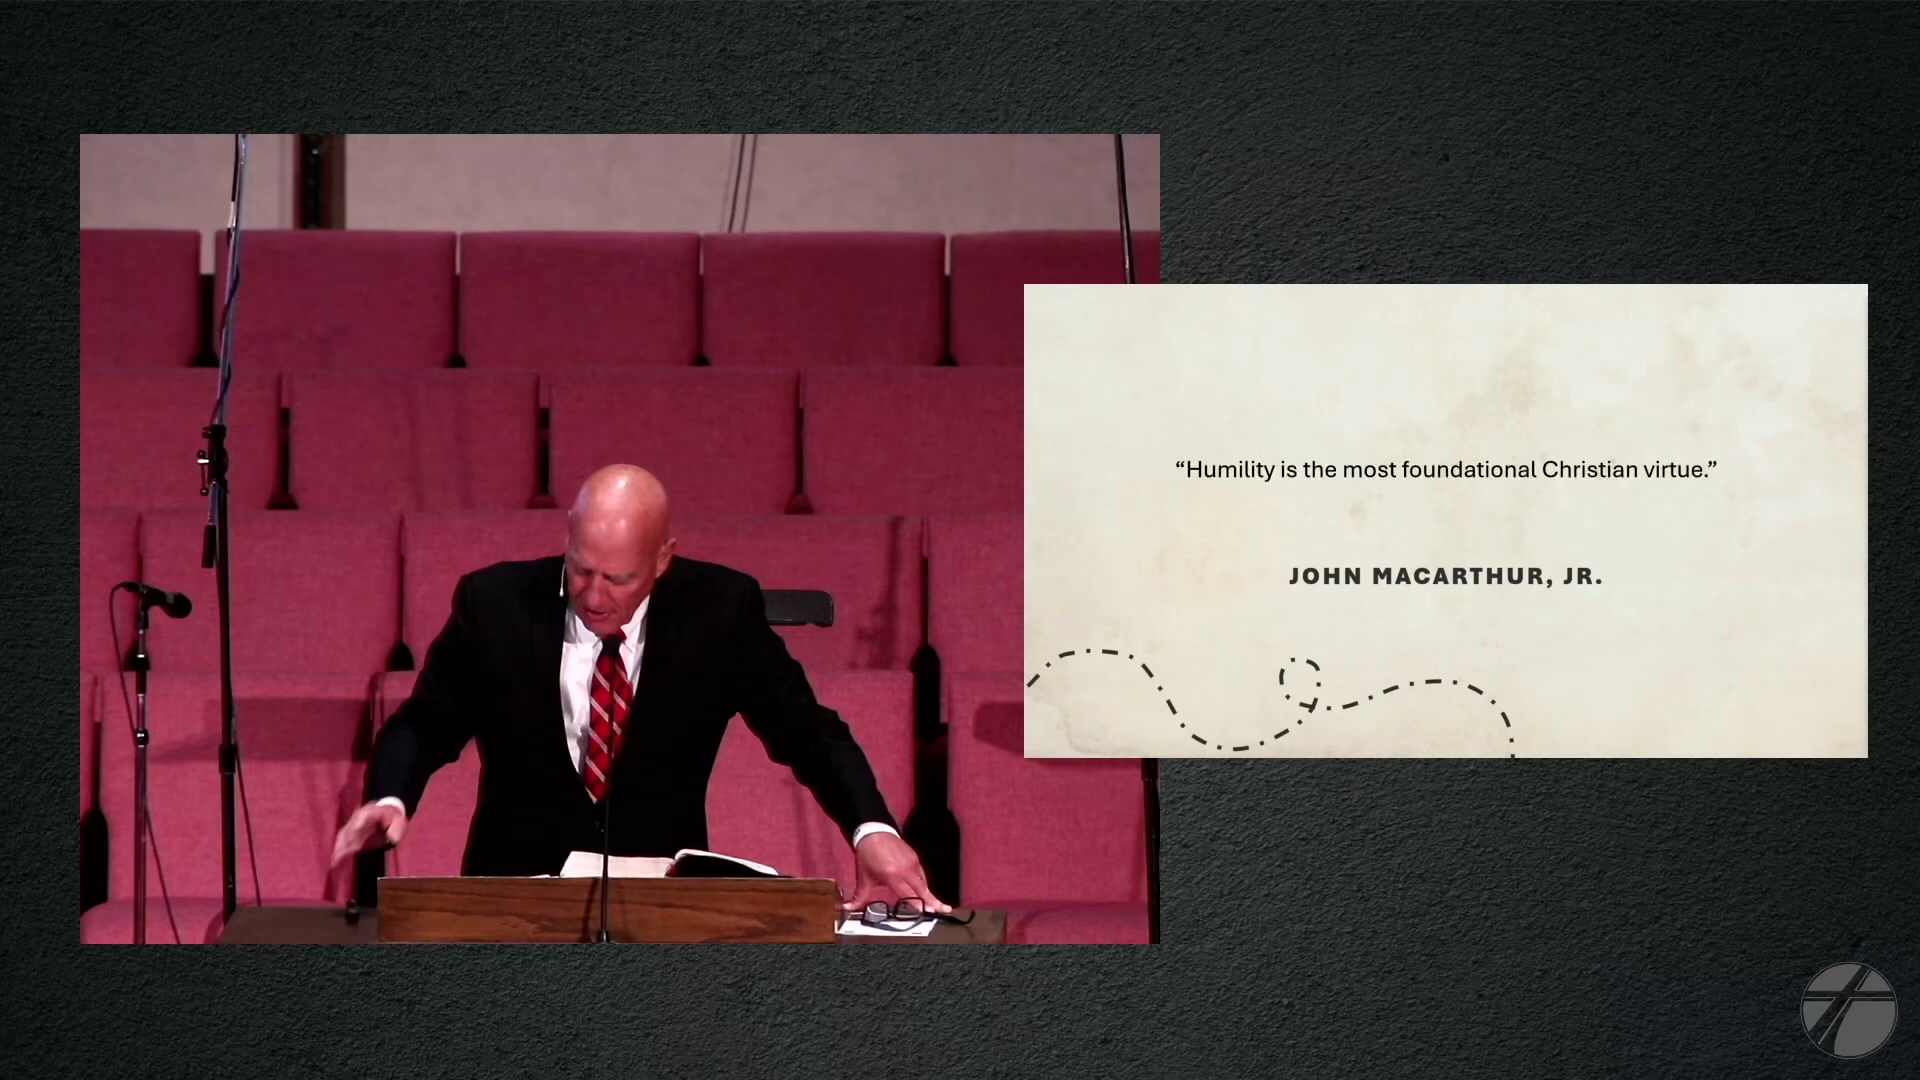 “Humility is the most foundational Christian virtue.”
JOHN MACARTHUR, JR.